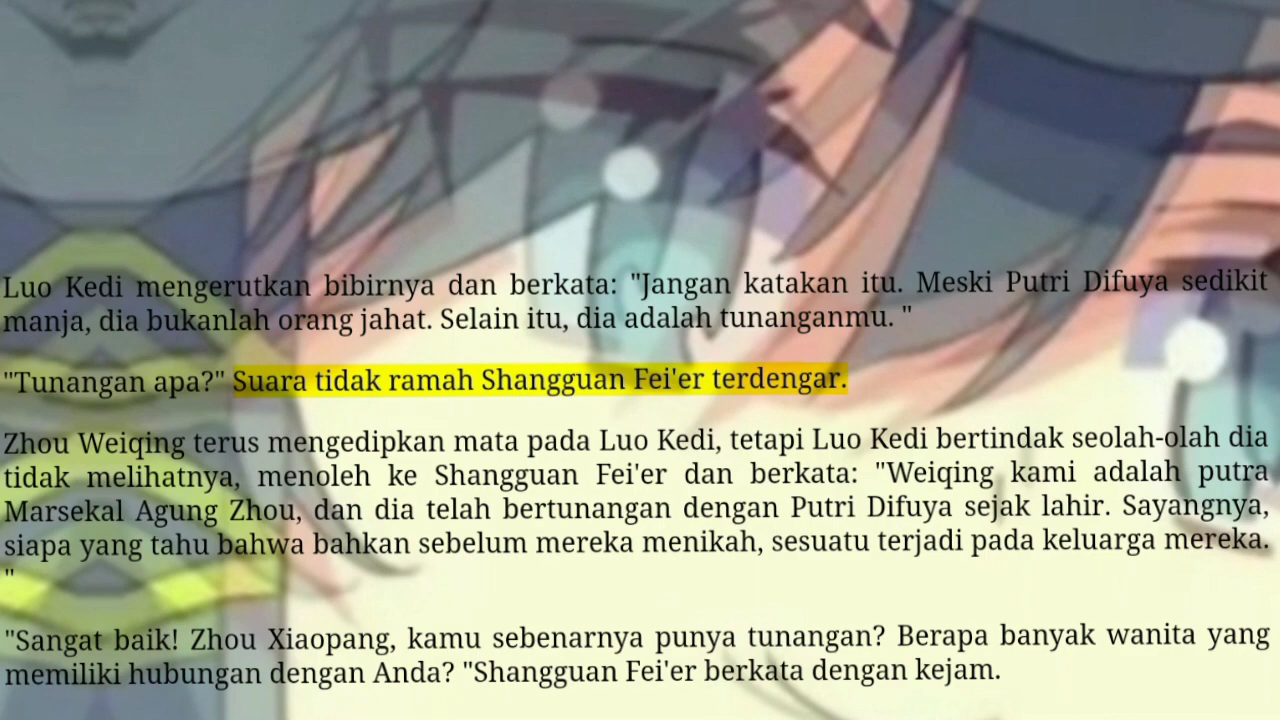 Luo Kedi mengerutkan bibirnya dan berkata: "Jangan katakan itu. Meski Putri Difuya sedikit
manja, dia bukanlah orang jahat. Selain itu, dia adalah tunanganmu. "
"Tunangan apa?" Suara tidak ramah Shangguan Fei'er terdengar.
Zhou Weiqing terus mengedipkan mata pada Luo Kedi, tetapi Luo Kedi bertindak seolah-olah dia
tidak melihatnya, menoleh ke Shangguan Fei'er dan berkata: "Weiqing kami adalah putra
Marsekal Agung Zhou, dan dia telah bertunangan dengan Putri Difuya sejak lahir. Sayangnya,
siapa yang tahu bahwa bahkan sebelum mereka menikah, sesuatu terjadi pada keluarga mereka.
"
"Sangat baik! Zhou Xiaopang, kamu sebenarnya punya tunangan? Berapa banyak wanita yang
memiliki hubungan dengan Anda? "Shangguan Fei'er berkata dengan kejam.